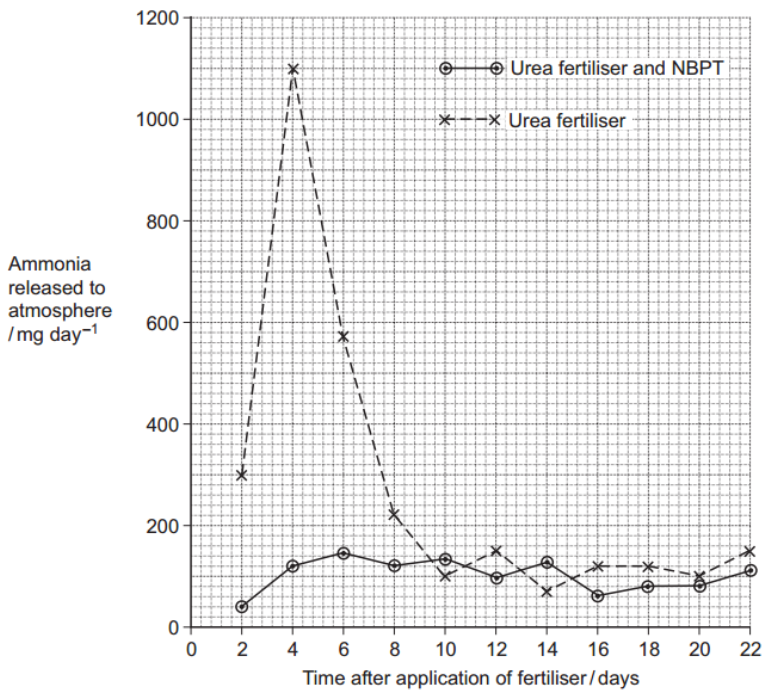 1200
1000
800
600
400
200
0
Urea fertiliser and NBPT
Urea fertiliser
Ammonia
released to
atmosphere
/ mg day⁻¹
0 2 4 6 8 10 12 14 16 18 20 22
Time after application of fertiliser / days